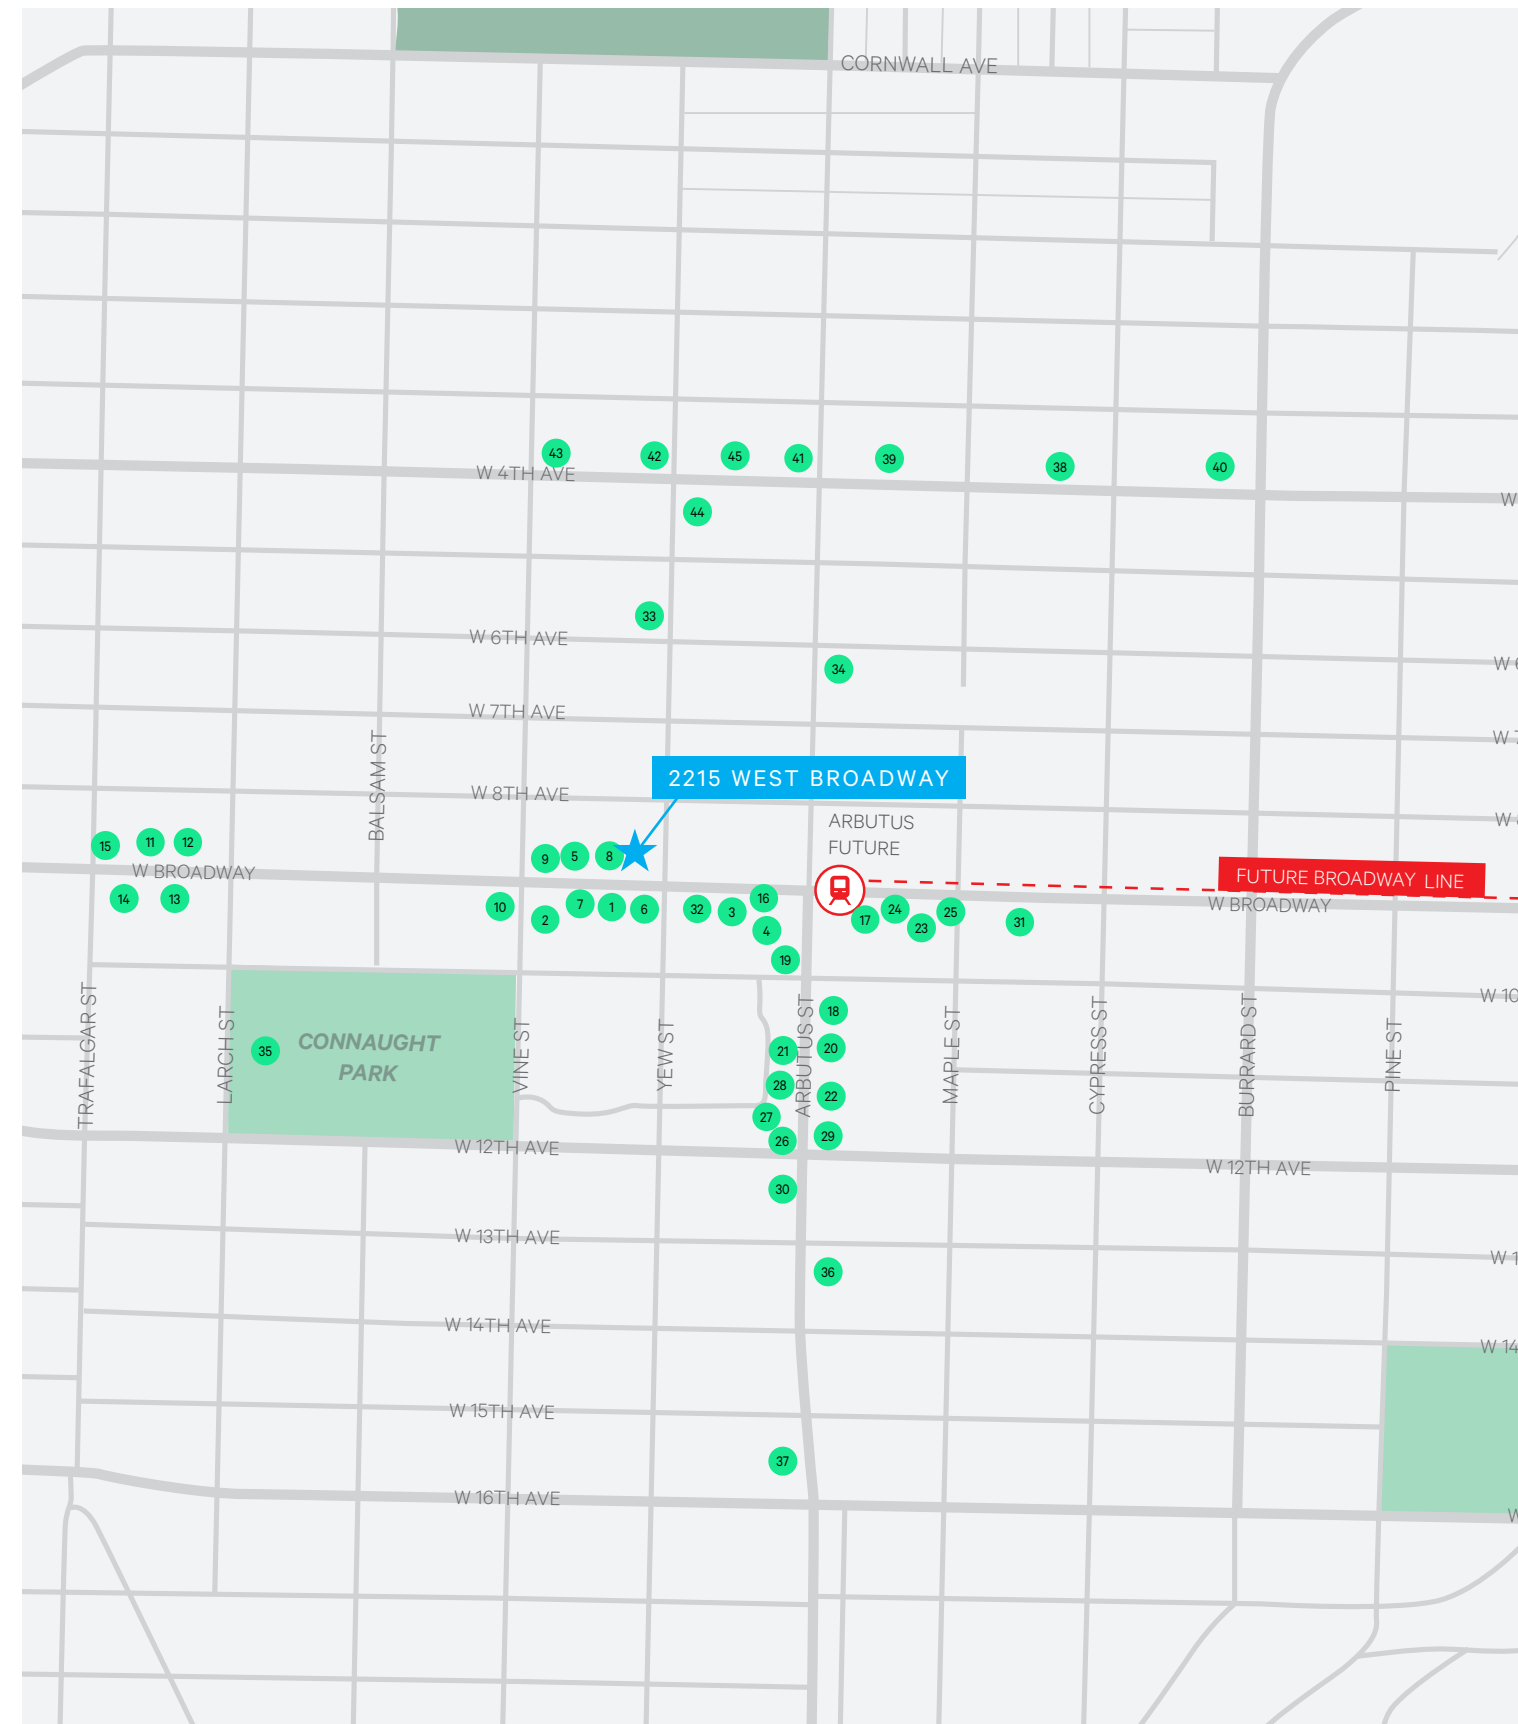 CORNWALL AVE
43
42
45
41
39
38
40
W 4TH AVE
44
33
W 6TH AVE
34
W 7TH AVE
BALSAM ST
2215 WEST BROADWAY
W 8TH AVE
ARBUTUS
FUTURE
15
11
12
9
5
8
W BROADWAY
FUTURE BROADWAY LINE
W BROADWAY
14
13
10
2
7
1
6
32
3
16
4
17
24
23
25
31
19
W 10
TRAFALGAR ST
LARCH ST
35
CONNAUGHT
PARK
VINE ST
YEW ST
ARBUTUS ST
MAPLE ST
CYPRESS ST
BURRARD ST
PINE ST
18
21
20
28
22
27
26
29
W 12TH AVE
W 12TH AVE
30
W 13TH AVE
36
W 14TH AVE
W 14
W 15TH AVE
37
W 16TH AVE